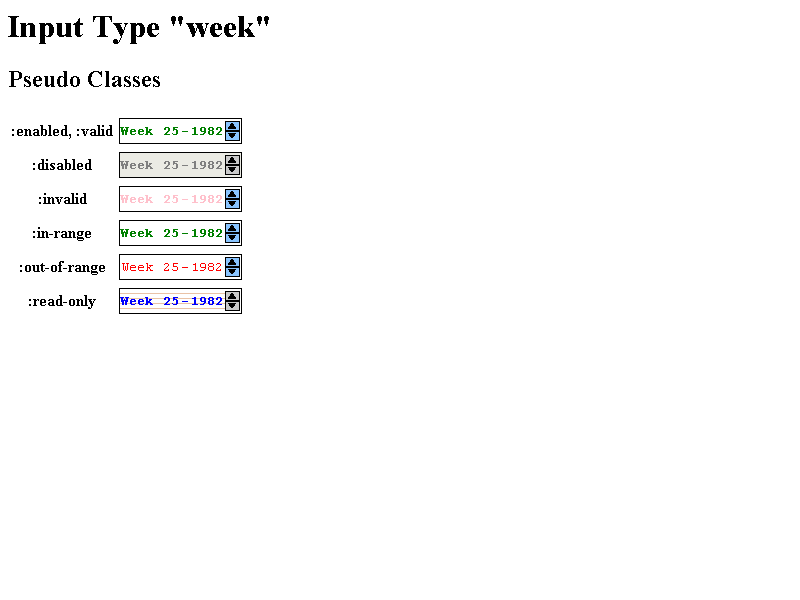 Input Type "week"
Pseudo Classes
:enabled, :valid Week 25-1982
:disabled Week 25-1982
:invalid Week 25-1982
:in-range Week 25-1982
:out-of-range Week 25-1982
:read-only Week 25-1982